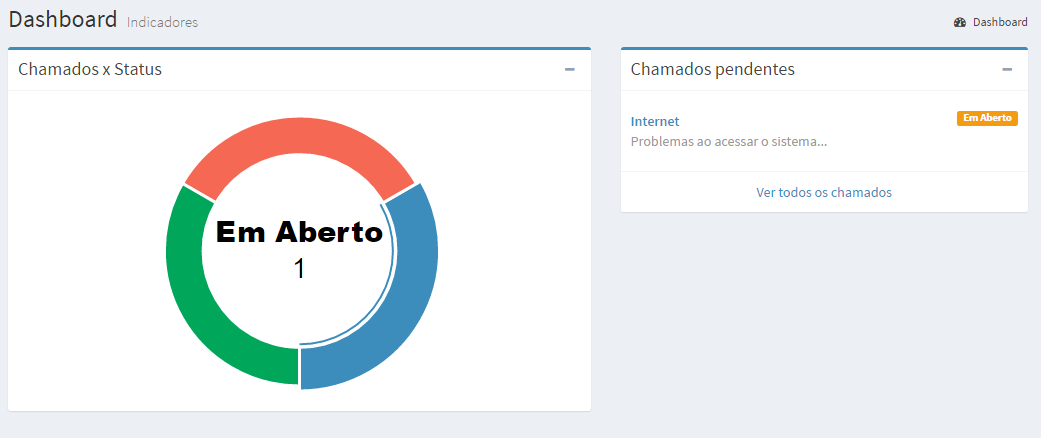 Dashboard Indicadores
Dashboard
Chamados x Status
Em Aberto
1
Chamados pendentes
Internet
Em Aberto
Problemas ao acessar o sistema...
Ver todos os chamados